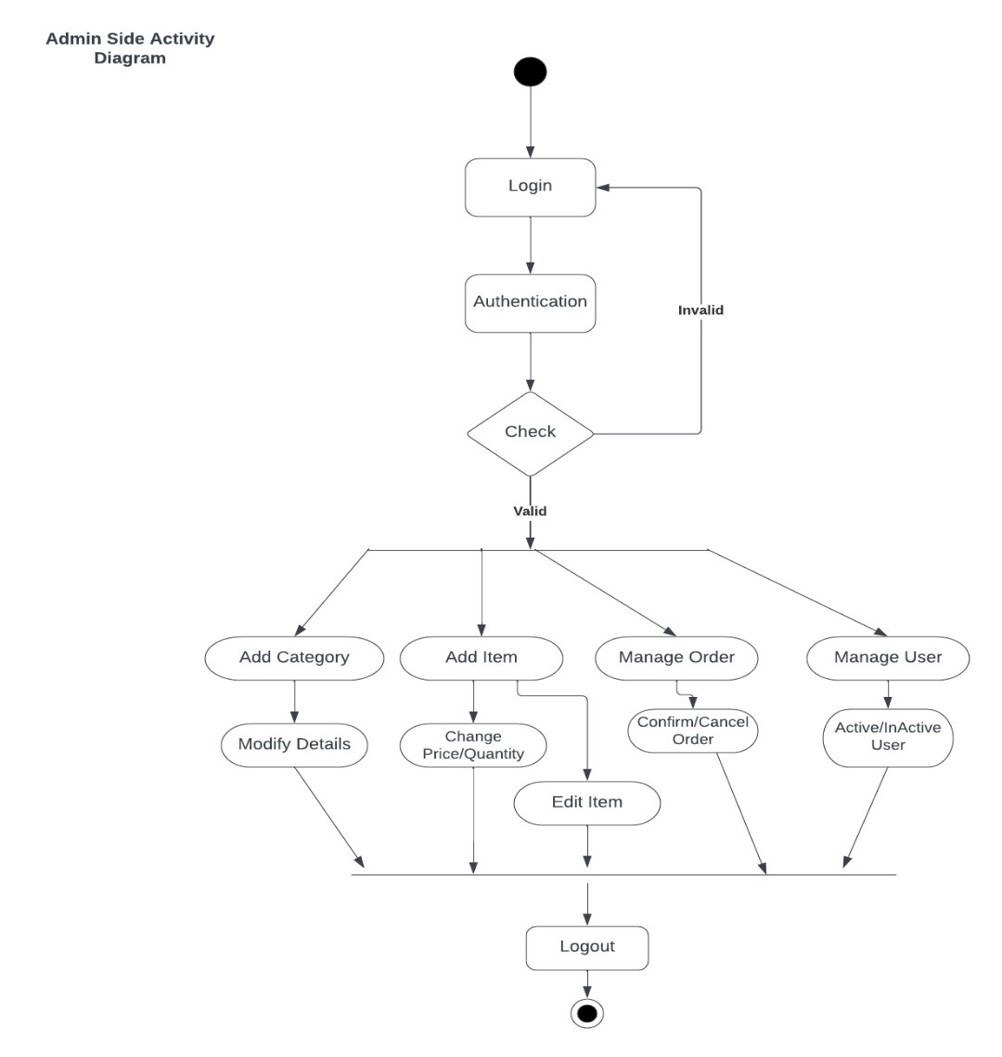 Admin Side Activity
Diagram
Login
Authentication
Invalid
Check
Valid
Add Category
Add Item
Manage Order
Manage User
Modify Details
Change
Price/Quantity
Confirm/Cancel
Order
Active/InActive
User
Edit Item
Logout